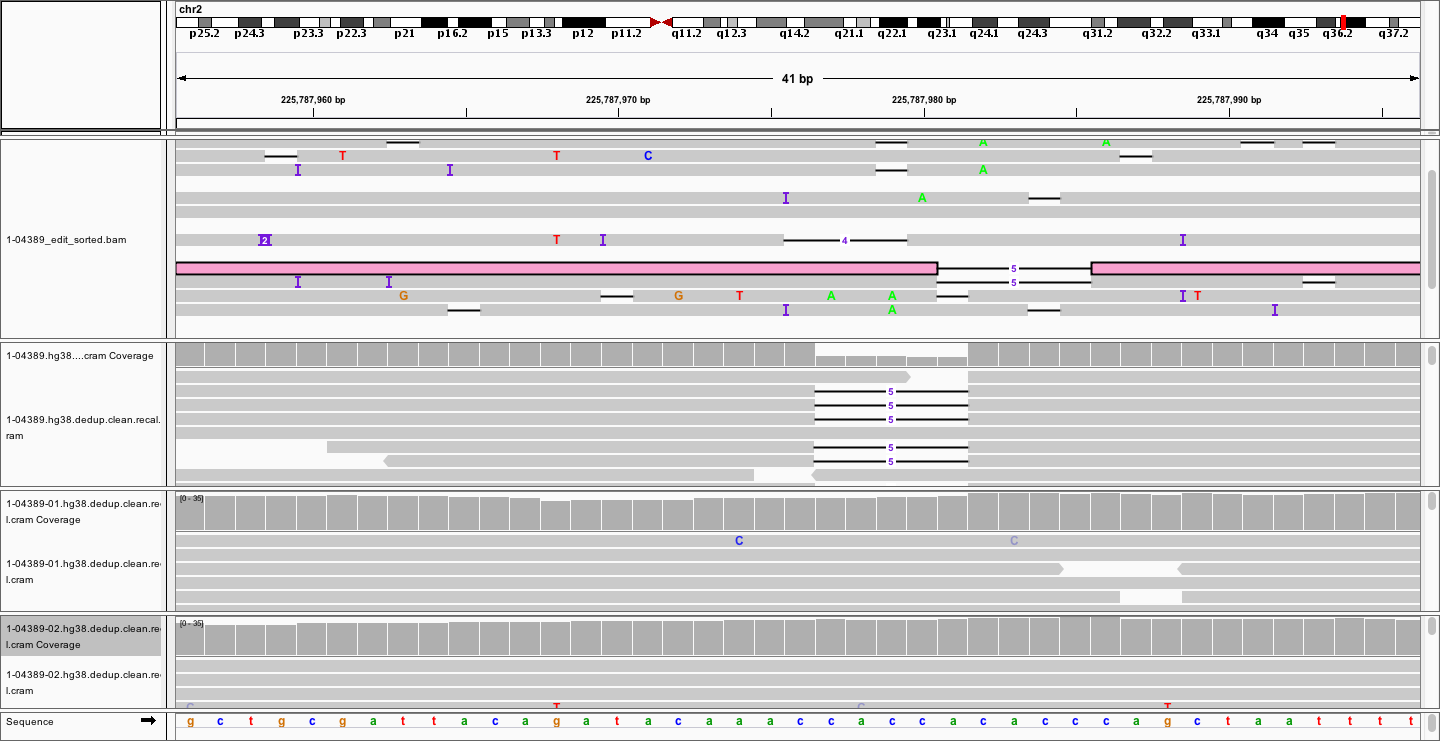 chr2
p25.2 p24.3 p23.3 p22.3 p21 p16.2 p15 p13.3 p12 p11.2 q11.2 q12.3 q14.2 q21.1 q22.1 q23.1 q24.1 q24.3 q31.2 q32.2 q33.1 q34 q35 q36.2 q37.2
41 bp
225,787,960 bp 225,787,970 bp 225,787,980 bp 225,787,990 bp
A A
T T C
I I A
I A
1-04389_edit_sorted.bam
2 T I 4 I
5
I I 5
G G T A A I T
I A I
1-04389.hg38....cram Coverage
5
5
5
1-04389.hg38.dedup.clean.recal.
ram
5
5
1-04389-01.hg38.dedup.clean.re
l.cram Coverage
[0 - 35]
C C
1-04389-01.hg38.dedup.clean.re
l.cram
1-04389-02.hg38.dedup.clean.re
l.cram Coverage
[0 - 35]
1-04389-02.hg38.dedup.clean.re
l.cram
C T C T
Sequence
g c t g c g a t t a c a g a t a c a a a c c a c c a c a c c c a g c t a a t t t t